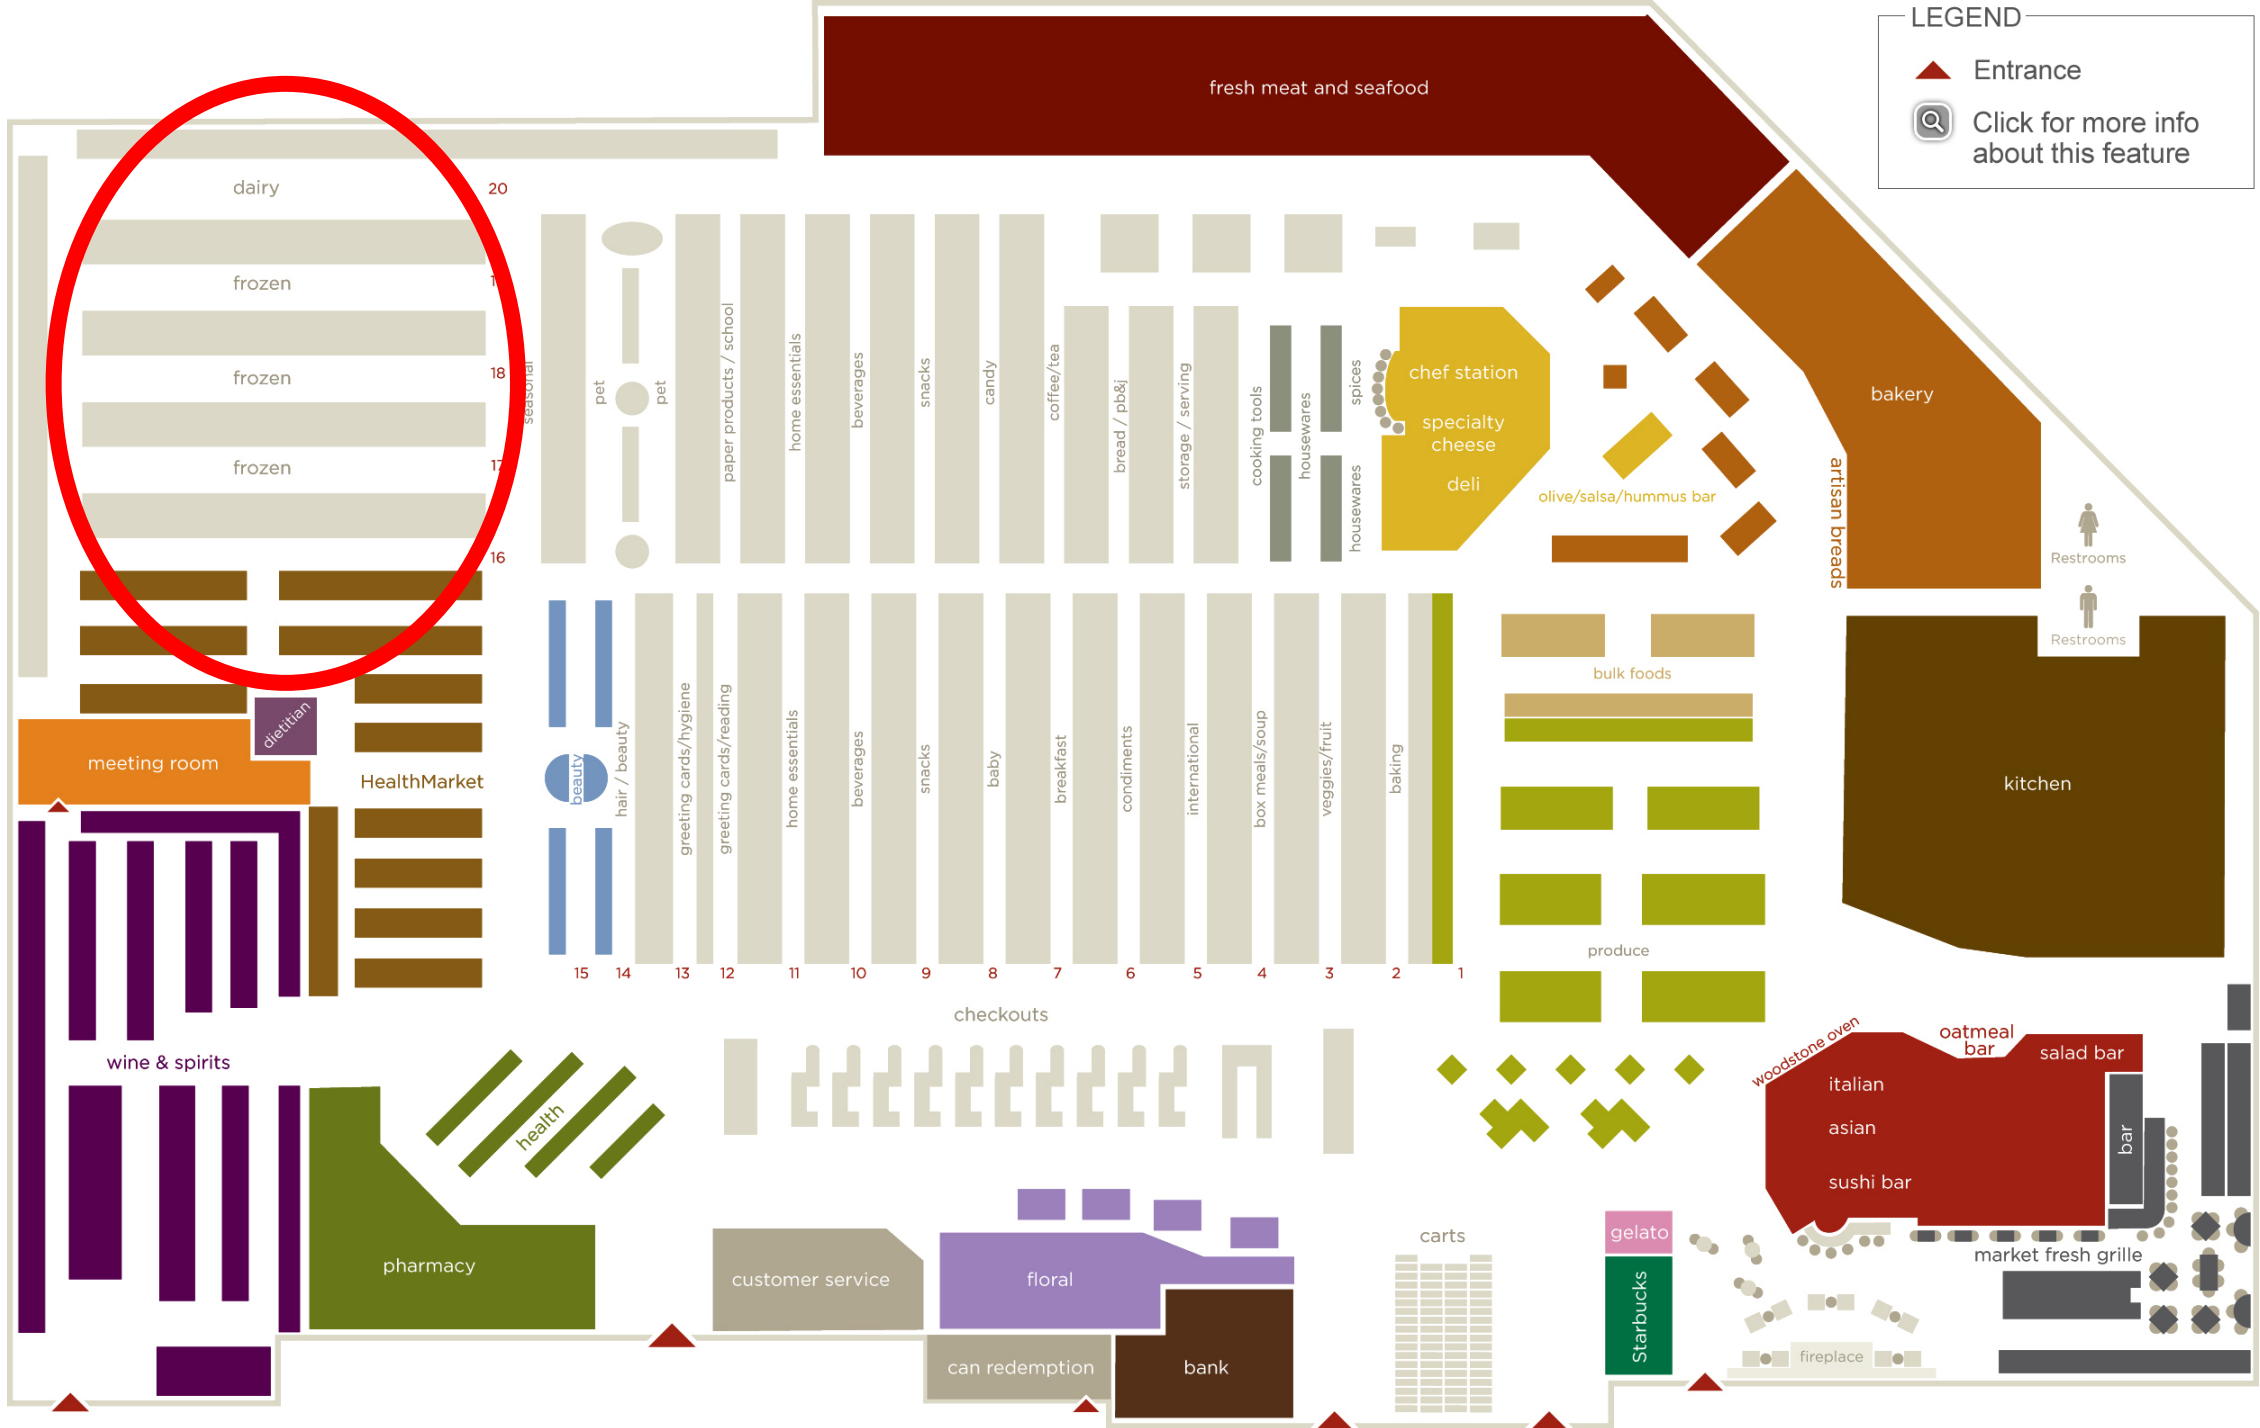 LEGEND
Entrance
Click for more info
about this feature
fresh meat and seafood
dairy
20
frozen
frozen
18
frozen
16
seasonal
pet
pet
paper products / school
home essentials
beverages
snacks
candy
coffee/tea
bread / pb&j
storage / serving
cooking tools
housewares
spices
housewares
chef station
specialty
cheese
deli
olive/salsa/hummus bar
bakery
artisan breads
Restrooms
Restrooms
dietitian
meeting room
HealthMarket
beauty
hair / beauty
greeting cards/hygiene
greeting cards/reading
home essentials
beverages
snacks
baby
breakfast
condiments
international
box meals/soup
veggies/fruit
baking
bulk foods
kitchen
produce
15
14
13
12
11
10
9
8
7
6
5
4
3
2
1
checkouts
wine & spirits
health
pharmacy
customer service
floral
can redemption
bank
carts
gelato
Starbucks
woodstone oven
oatmeal
bar
salad bar
italian
asian
sushi bar
bar
market fresh grille
fireplace